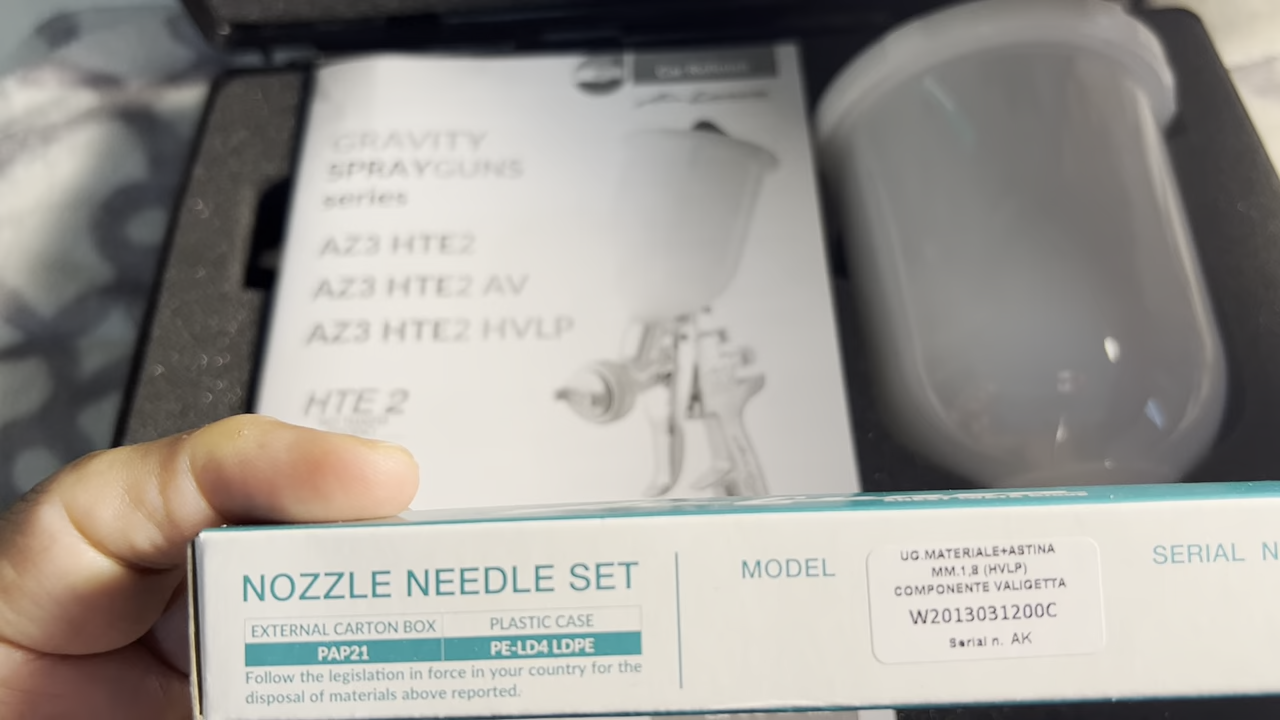 GRAVITY
SPRAYGUNS
series
AZ3 HTE2
AZ3 HTE2 AV
AZ3 HTE2 HVLP
HTE 2
NOZZLE NEEDLE SET
EXTERNAL CARTON BOX
PLASTIC CASE
PAP21
PE-LD4 LDPE
Follow the legislation in force in your country for the
disposal of materials above reported.
MODEL
UG.MATERIALE+ASTINA
MM.1,8 (HVLP)
COMPONENTE VALIGETTA
W2013031200C
Serial n. AK
SERIAL N